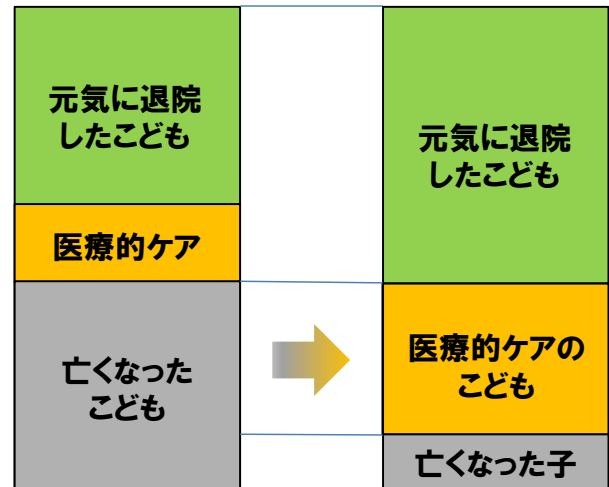 元気に退院
したこども
医療的ケア
亡くなった
こども
元気に退院
したこども
医療的ケアの
こども
亡くなった子